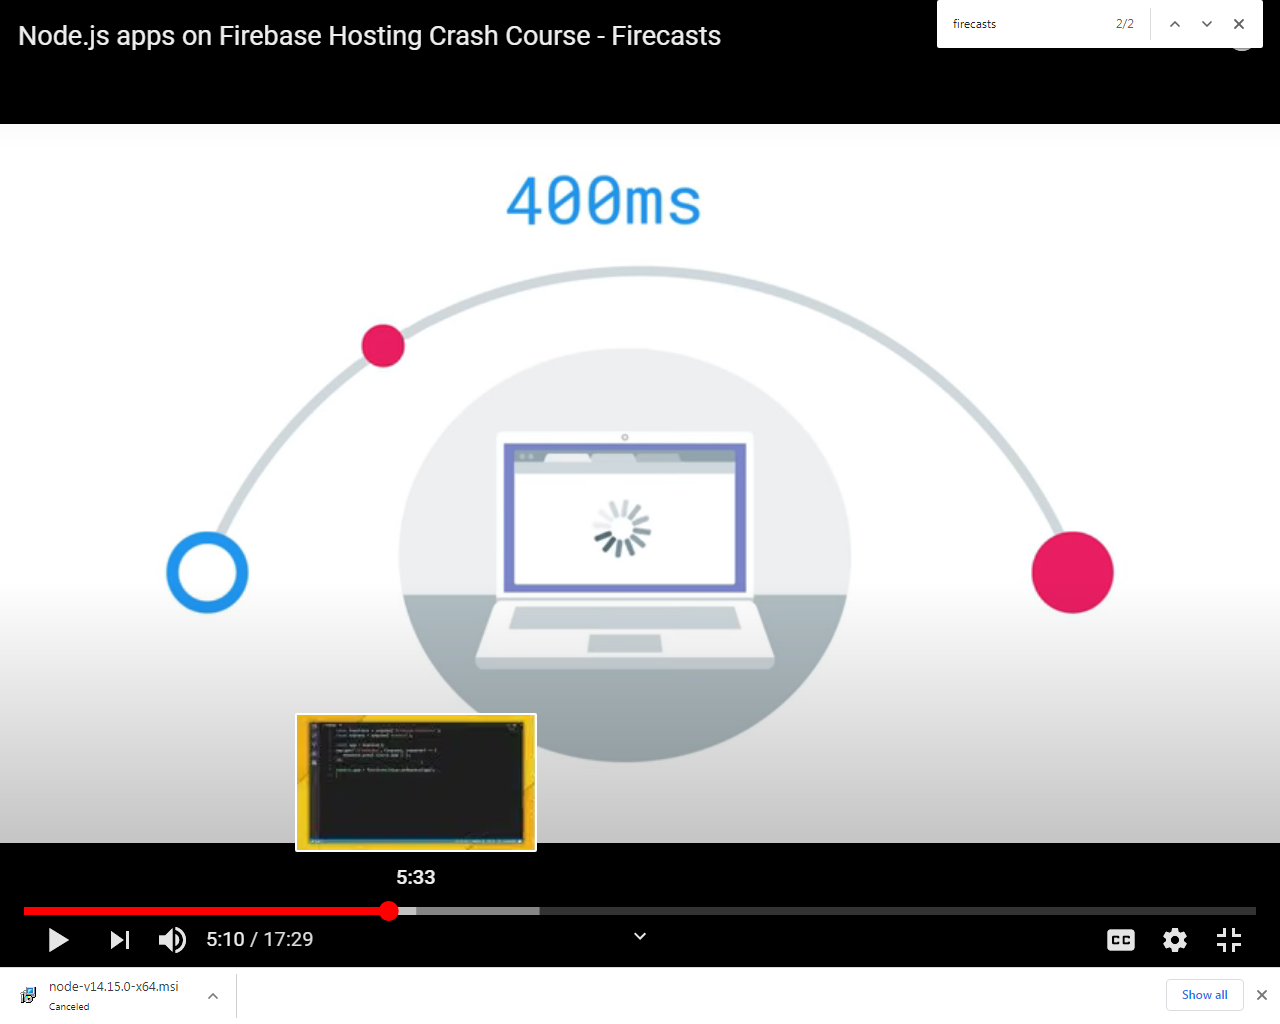 Node.js apps on Firebase Hosting Crash Course - Firecasts
firecasts 2/2
400ms
5:33
5:10 / 17:29
CC
node-v14.15.0-x64.msi
Canceled
Show all